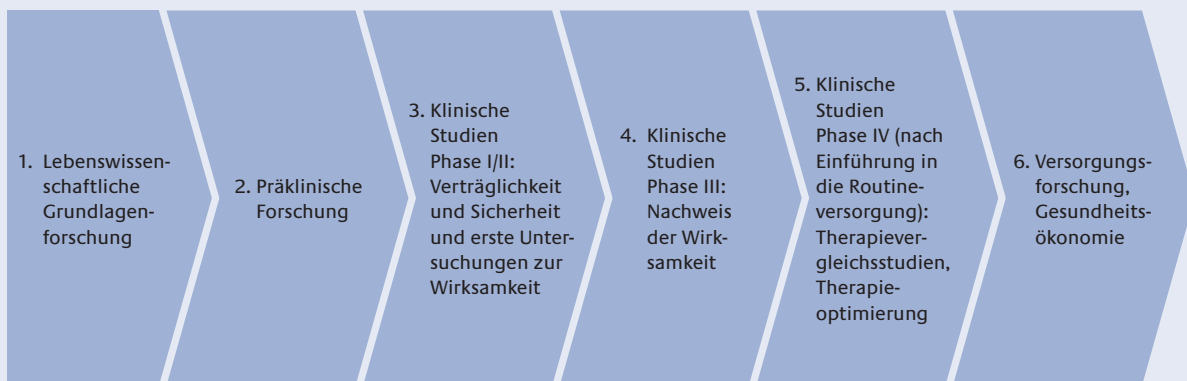 1. Lebenswissen-
schaftliche
Grundlagen-
forschung
2. Präklinische
Forschung
3. Klinische
Studien
Phase I/II:
Verträglichkeit
und Sicherheit
und erste Unter-
suchungen zur
Wirksamkeit
4. Klinische
Studien
Phase III:
Nachweis
der Wirk-
samkeit
5. Klinische
Studien
Phase IV (nach
Einführung in
die Routine-
versorgung):
Therapiever-
gleichsstudien,
Therapie-
optimierung
6. Versorgungs-
forschung,
Gesundheits-
ökonomie